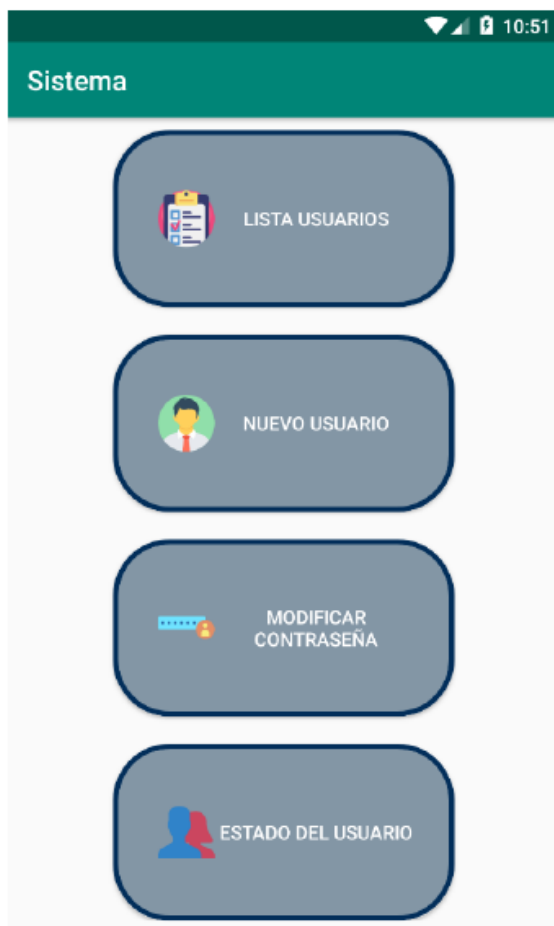 10:51
Sistema
LISTA USUARIOS
NUEVO USUARIO
MODIFICAR
CONTRASEÑA
ESTADO DEL USUARIO